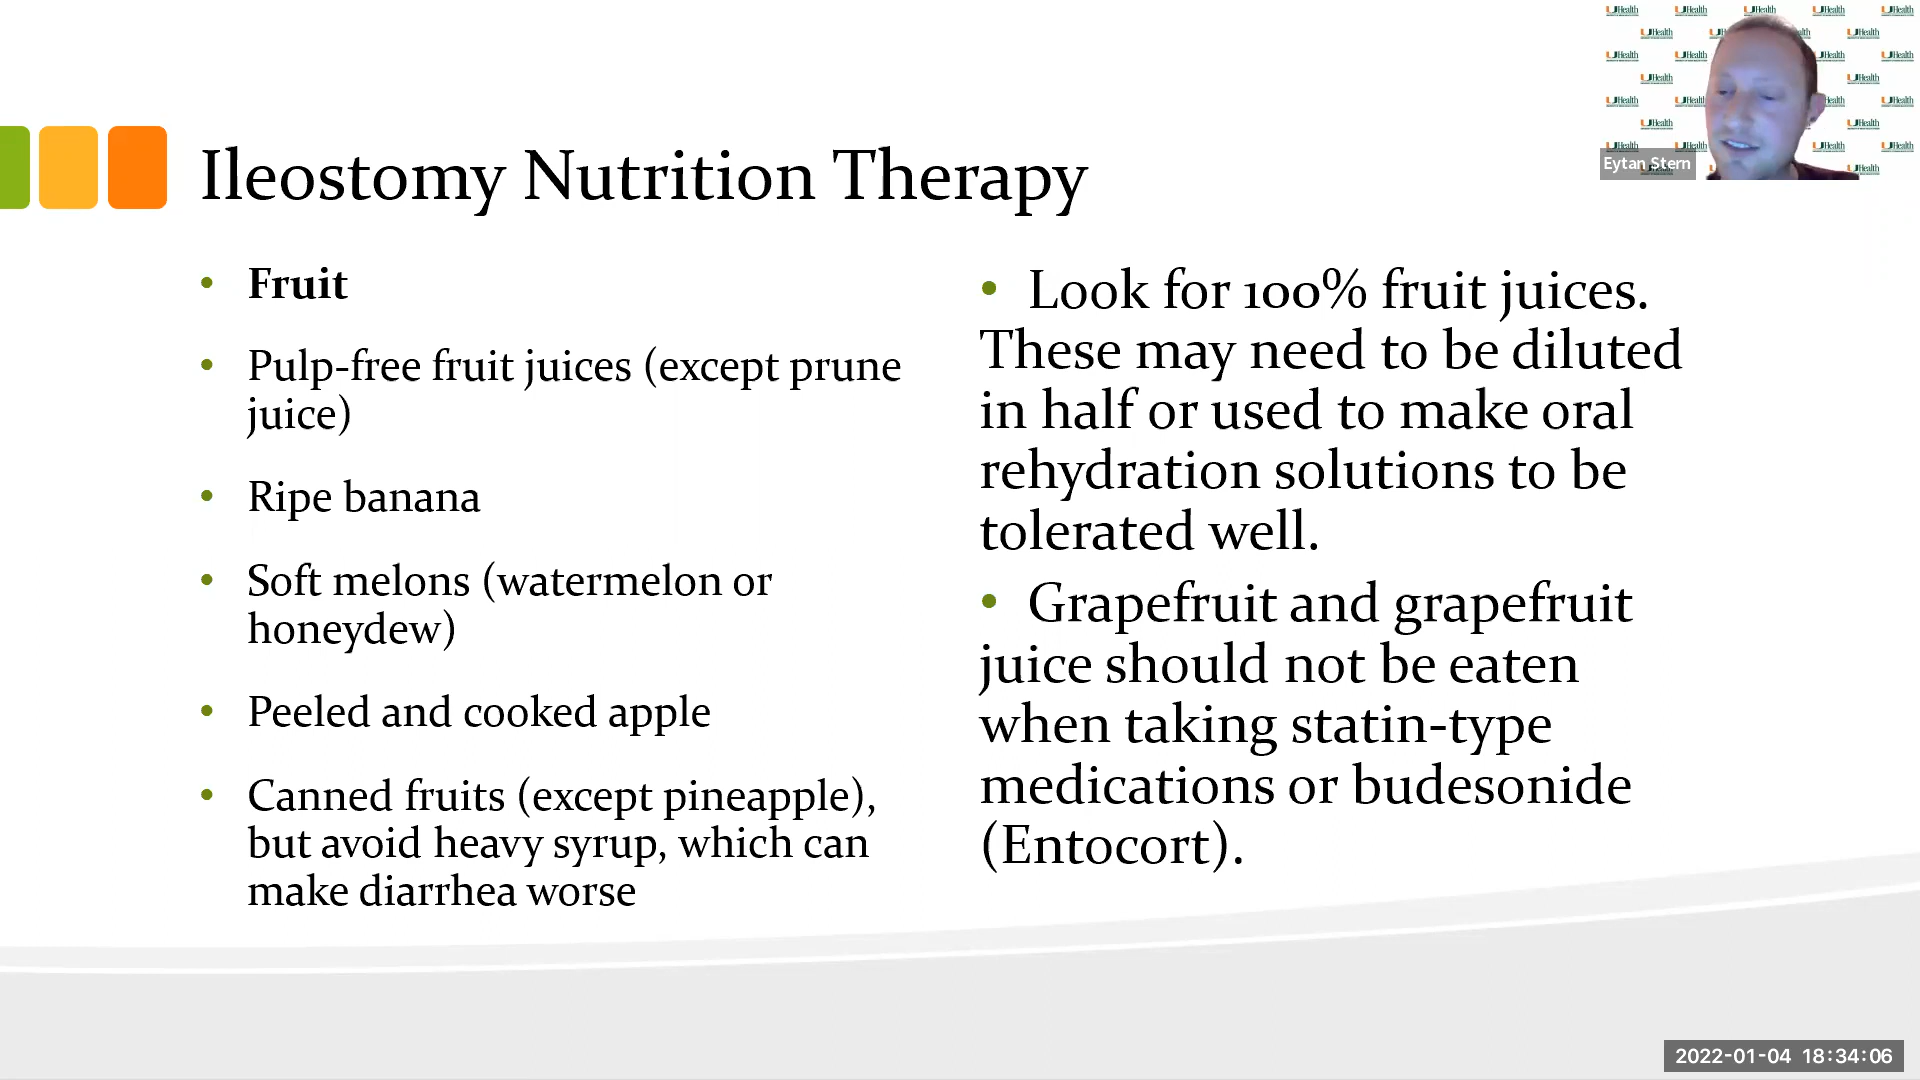 Ileostomy Nutrition Therapy
• Fruit
• Pulp-free fruit juices (except prune
juice)
• Ripe banana
• Soft melons (watermelon or
honeydew)
• Peeled and cooked apple
• Canned fruits (except pineapple),
but avoid heavy syrup, which can
make diarrhea worse
• Look for 100% fruit juices.
These may need to be diluted
in half or used to make oral
rehydration solutions to be
tolerated well.
• Grapefruit and grapefruit
juice should not be eaten
when taking statin-type
medications or budesonide
(Entocort).
UHealth
Eytan Stern
2022-01-04 18:34:06